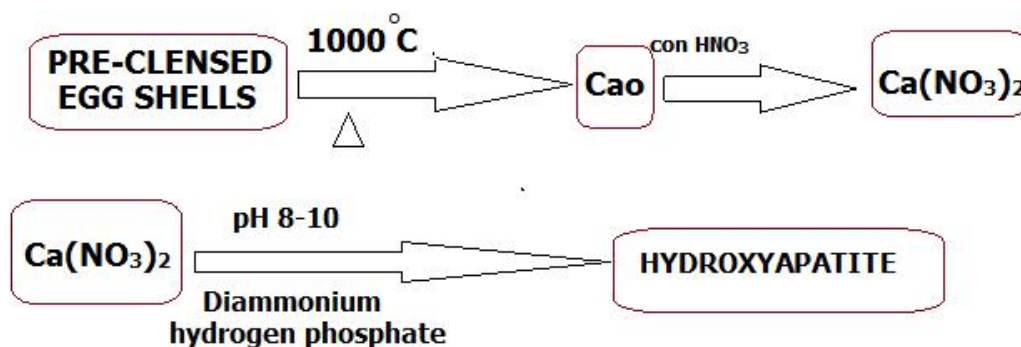 1000°C
PRE-CLENSED
EGG SHELLS
Cao
con HNO₃
Ca(NO₃)₂
Ca(NO₃)₂
pH 8-10
Diammonium
hydrogen phosphate
HYDROXYAPATITE